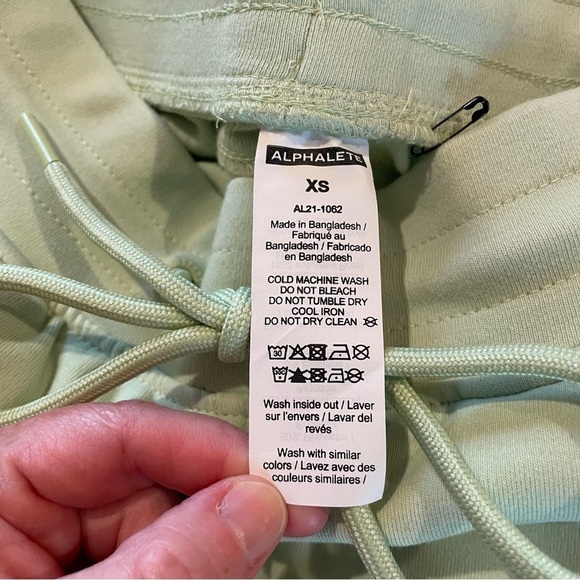 ALPHALETE
XS
AL21-1062
Made in Bangladesh /
Fabriqué au
Bangladesh / Fabricado
en Bangladesh
COLD MACHINE WASH
DO NOT BLEACH
DO NOT TUMBLE DRY
COOL IRON
DO NOT DRY CLEAN
30
Wash inside out / Laver
sur l'envers / Lavar del
revés
Wash with similar
colors / Lavez avec des
couleurs similaires /